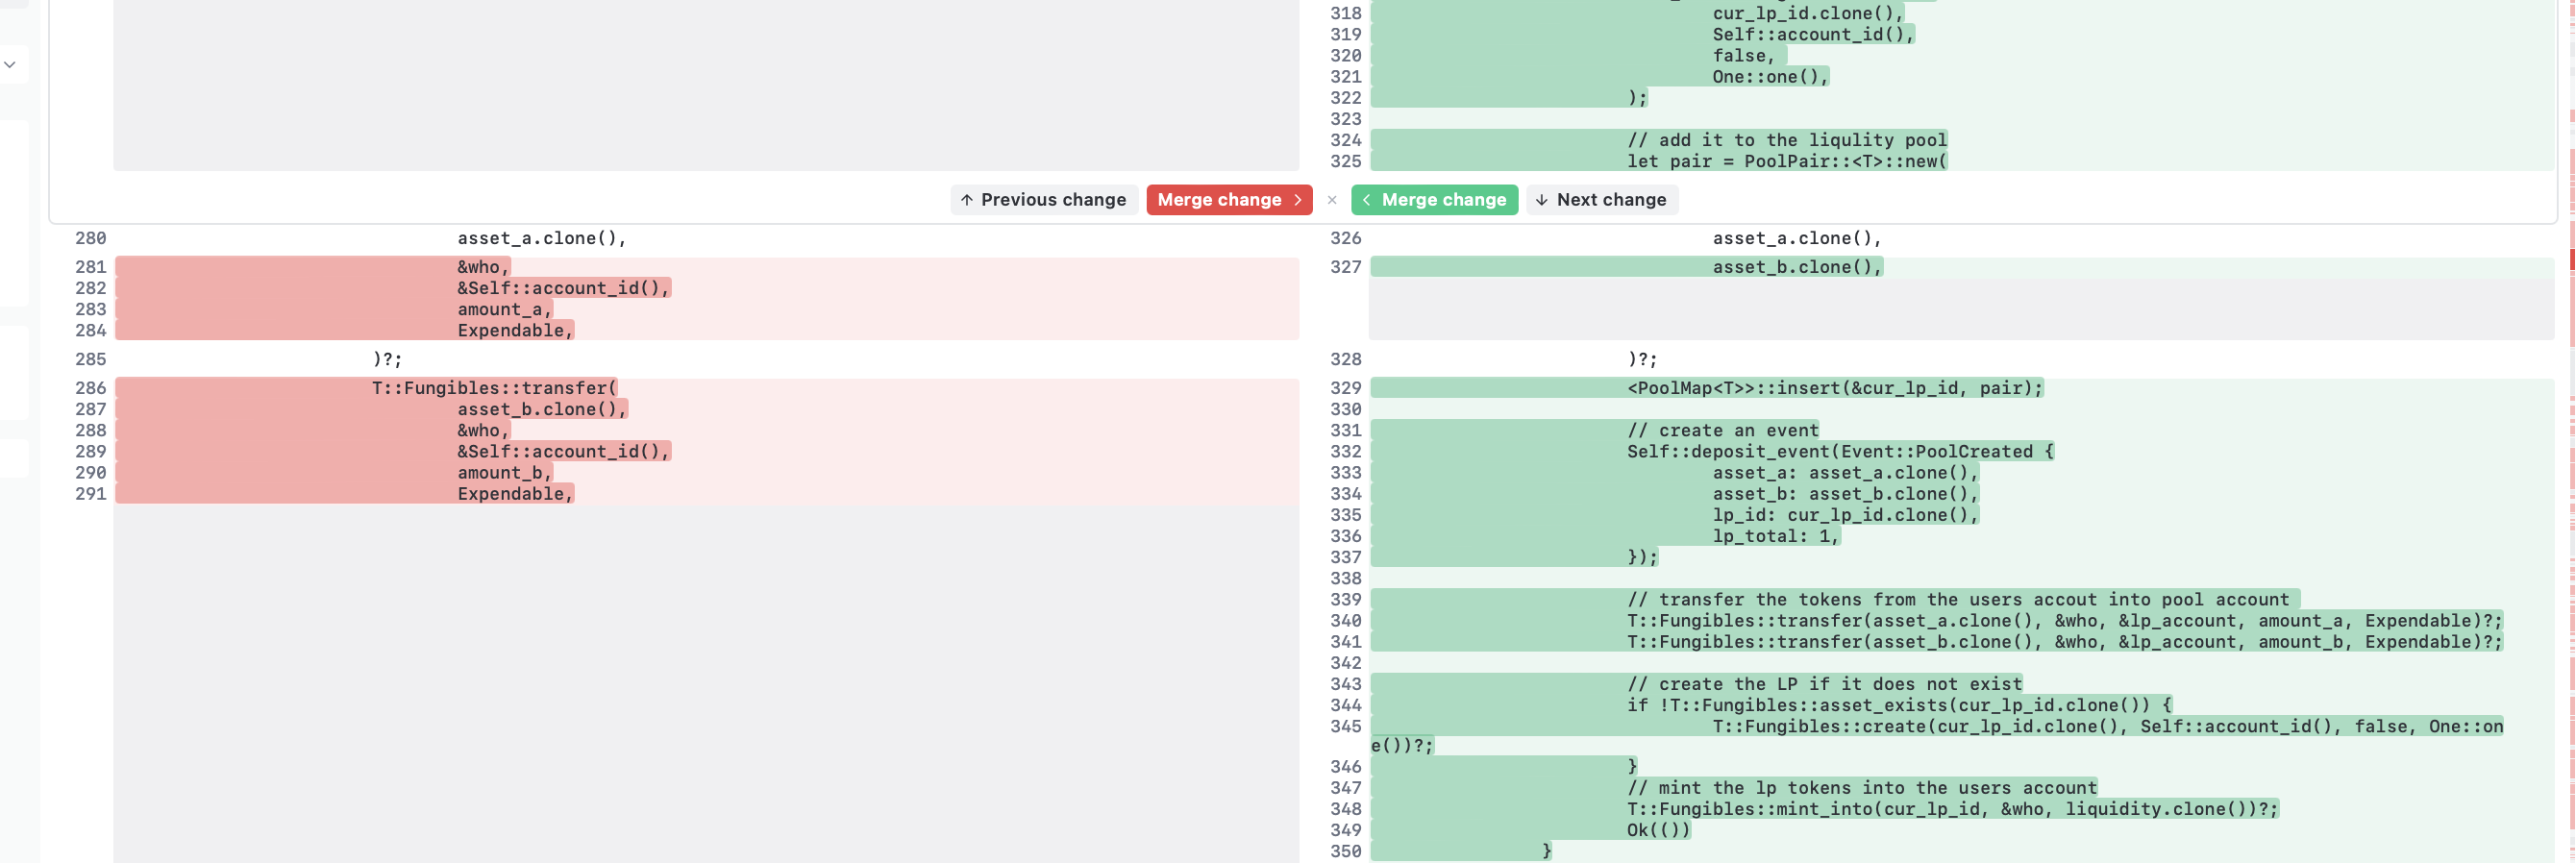 318 cur_lp_id.clone(),
319 Self::account_id(),
320 false,
321 One::one(),
322 );
323
324 // add it to the liqulity pool
325 let pair = PoolPair::<T>::new(
↑ Previous change Merge change > × < Merge change ↓ Next change
280 asset_a.clone(),
281 &who,
282 &Self::account_id(),
283 amount_a,
284 Expendable,
285 )?;
286 T::Fungibles::transfer(
287 asset_b.clone(),
288 &who,
289 &Self::account_id(),
290 amount_b,
291 Expendable,
326 asset_a.clone(),
327 asset_b.clone(),
328 )?;
329 <PoolMap<T>>::insert(&cur_lp_id, pair);
330
331 // create an event
332 Self::deposit_event(Event::PoolCreated {
333 asset_a: asset_a.clone(),
334 asset_b: asset_b.clone(),
335 lp_id: cur_lp_id.clone(),
336 lp_total: 1,
337 });
338
339 // transfer the tokens from the users accout into pool account
340 T::Fungibles::transfer(asset_a.clone(), &who, &lp_account, amount_a, Expendable)?;
341 T::Fungibles::transfer(asset_b.clone(), &who, &lp_account, amount_b, Expendable)?;
342
343 // create the LP if it does not exist
344 if !T::Fungibles::asset_exists(cur_lp_id.clone()) {
345 T::Fungibles::create(cur_lp_id.clone(), Self::account_id(), false, One::on
e())?;
346 }
347 // mint the lp tokens into the users account
348 T::Fungibles::mint_into(cur_lp_id, &who, liquidity.clone())?;
349 Ok(())
350 }